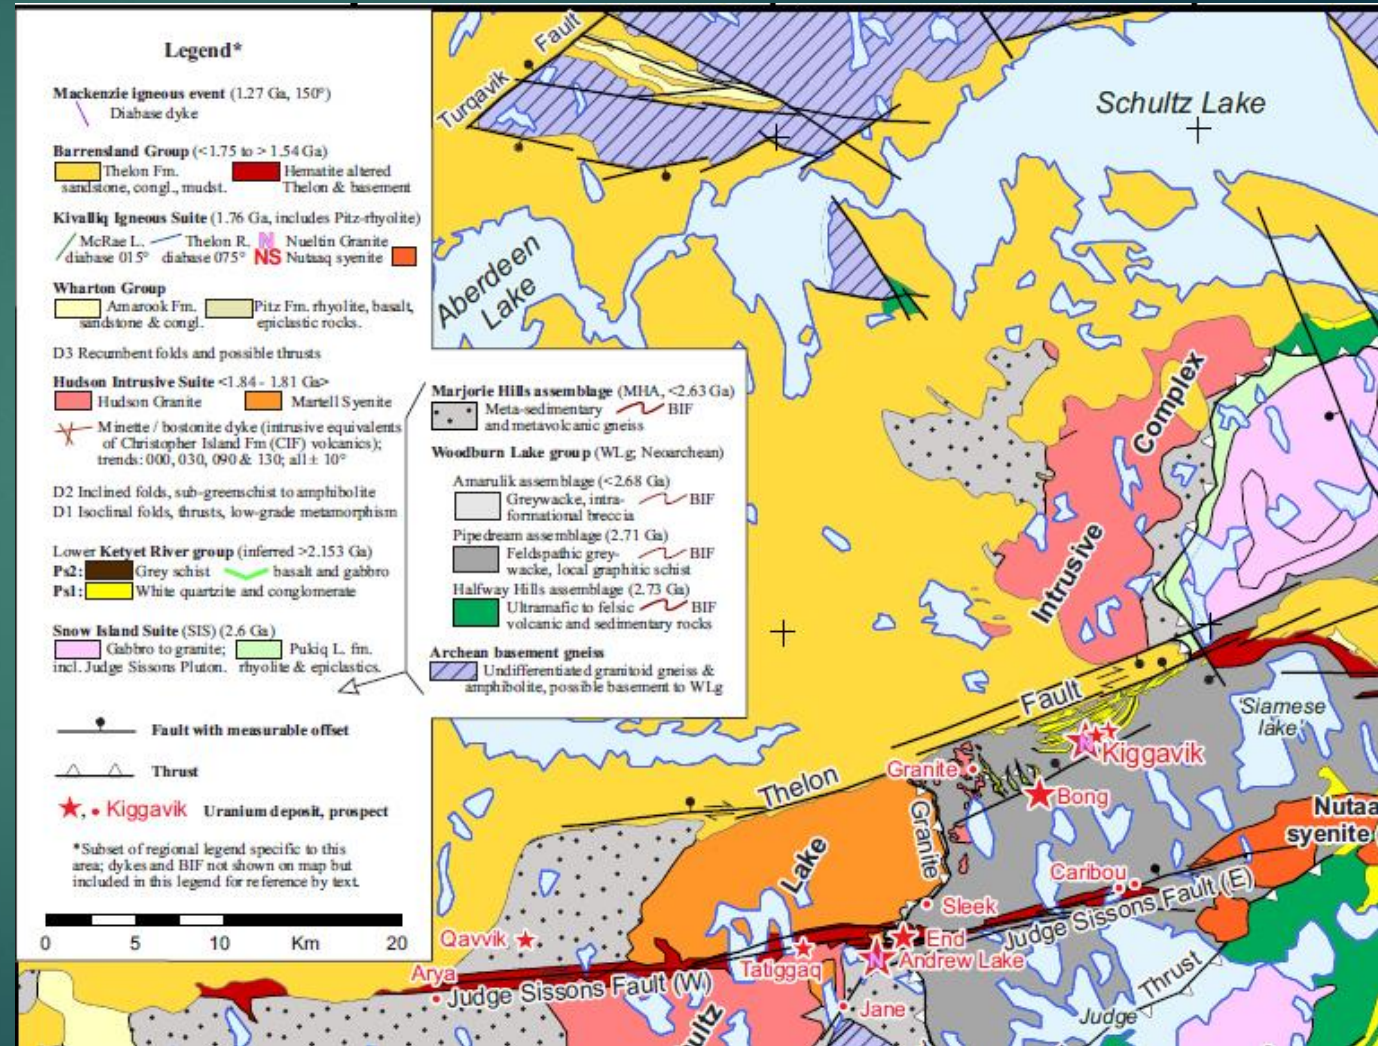 Legend*
Mackenzie igneous event (1.27 Ga, 150°)
Diabase dyke
Barrensland Group (<1.75 to > 1.54 Ga)
Thelon Fm. Hematite altered
sandstone, congl., mudst. Thelon & basement
Kivalliq Igneous Suite (1.76 Ga, includes Pitz-rhyolite)
McRae L. Thelon R. N Nueltin Granite
diabase 015° diabase 075° NS Nutaaq syenite
Wharton Group
Amarook Fm. Pitz Fm. rhyolite, basalt,
sandstone & congl. epiclastic rocks.
D3 Recumbent folds and possible thrusts
Hudson Intrusive Suite <1.84 - 1.81 Ga>
Hudson Granite Martell Syenite
Minette / bostonite dyke (intrusive equivalents
of Christopher Island Fm (CIF) volcanics);
trends: 000, 030, 090 & 130; all ± 10°
D2 Inclined folds, sub-greenschist to amphibolite
D1 Isoclinal folds, thrusts, low-grade metamorphism
Lower Ketyet River group (inferred >2.153 Ga)
Ps2: Grey schist basalt and gabbro
Ps1: White quartzite and conglomerate
Snow Island Suite (SIS) (2.6 Ga)
Gabbro to granite; Pukiq L. fm.
incl. Judge Sissons Pluton. rhyolite & epiclastics.
Fault with measurable offset
Thrust
, • Kiggavik Uranium deposit, prospect
*Subset of regional legend specific to this
area; dykes and BIF not shown on map but
included in this legend for reference by text.
0 5 10 Km 20
Marjorie Hills assemblage (MHA, <2.63 Ga)
Meta-sedimentary BIF
and metavolcanic gneiss
Woodburn Lake group (WLg; Neoarchean)
Amarulik assemblage (<2.68 Ga)
Greywacke, intra- BIF
formational breccia
Pipedream assemblage (2.71 Ga)
Feldspathic grey- BIF
wacke, local graphitic schist
Halfway Hills assemblage (2.73 Ga)
Ultramafic to felsic BIF
volcanic and sedimentary rocks
Archean basement gneiss
Undifferentiated granitoid gneiss &
amphibolite, possible basement to WLg
Turqavik Fault
Schultz Lake
Aberdeen
Lake
Intrusive Complex
'Siamese
lake'
Thelon Fault
N
Kiggavik
Granite
Bong
Granite
Nutaa
syenite
Lake
Caribou
Sleek
End
Judge Sissons Fault (E)
Qavvik
Tatiggaq
N
Andrew Lake
Arya
Judge Sissons Fault (W)
Jane
Thrust
Judge
ultz